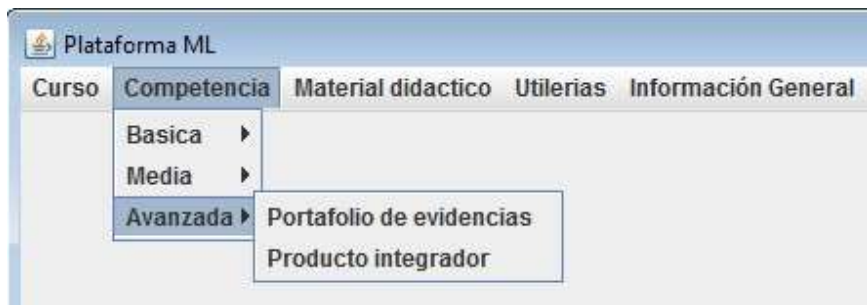 Plataforma ML
Curso Competencia Material didactico Utilerias Información General
Basica
Media
Avanzada Portafolio de evidencias
Producto integrador